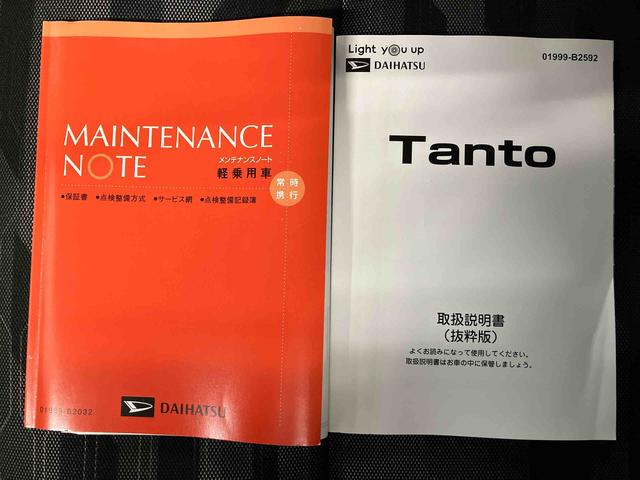 MAINTENANCE
NOTE
メンテナンスノート
軽乗用車
常時
携行
●保証書 ●点検整備方式 ●サービス網 ●点検整備記録簿
01999-B2032
DAIHATSU
Light you up
DAIHATSU
01999-B2592
Tanto
取扱説明書
（抜粋版）
よくお読みになって使用してください。
取扱説明書はお車の中に保管しましょう。